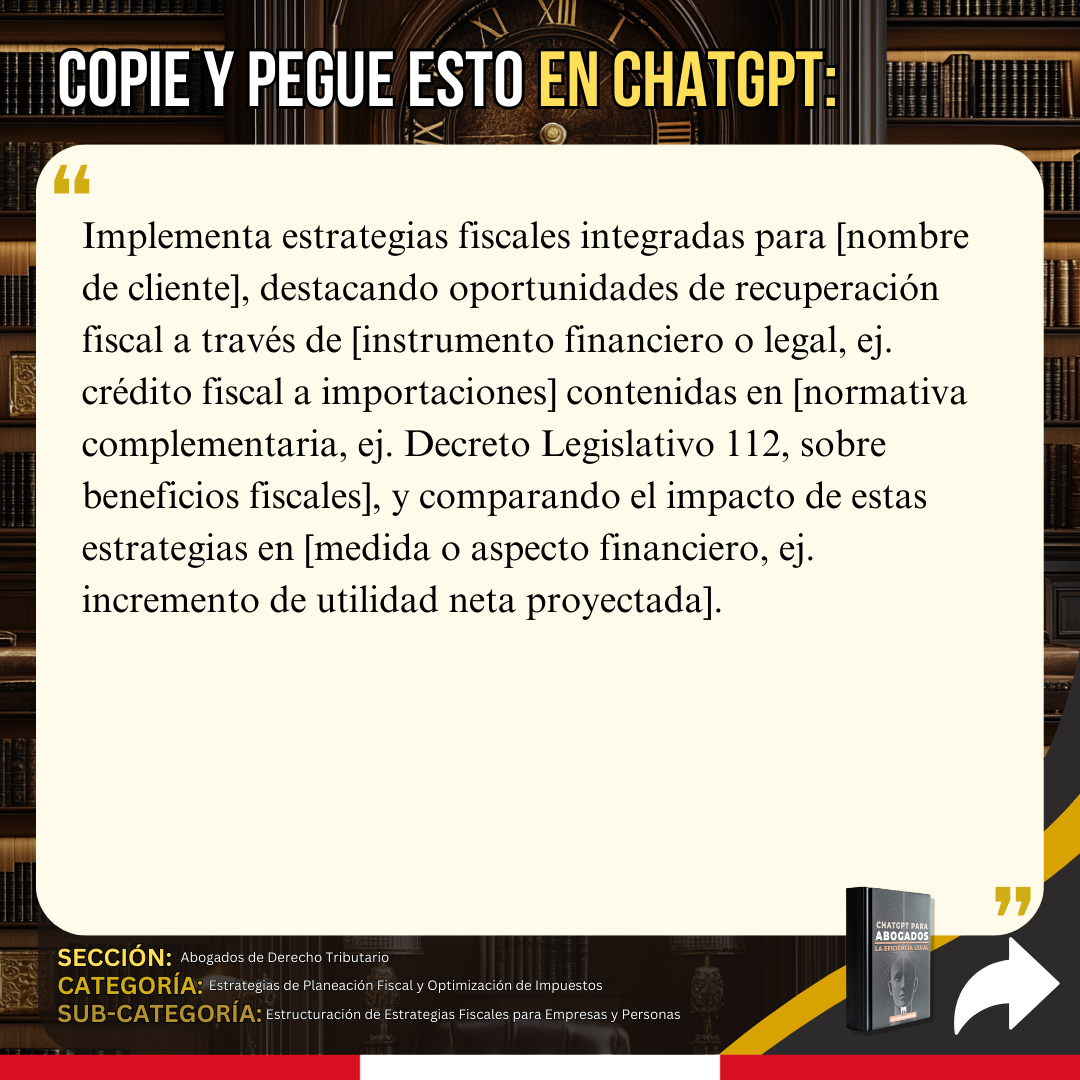 COPIE Y PEGUE ESTO EN CHATGPT:
“
Implementa estrategias fiscales integradas para [nombre
de cliente], destacando oportunidades de recuperación
fiscal a través de [instrumento financiero o legal, ej.
crédito fiscal a importaciones] contenidas en [normativa
complementaria, ej. Decreto Legislativo 112, sobre
beneficios fiscales], y comparando el impacto de estas
estrategias en [medida o aspecto financiero, ej.
incremento de utilidad neta proyectada].
”
CHATGPT PARA
ABOGADOS
LA EFICIENCIA LEGAL
SECCIÓN: Abogados de Derecho Tributario
CATEGORÍA: Estrategias de Planeación Fiscal y Optimización de Impuestos
SUB-CATEGORÍA: Estructuración de Estrategias Fiscales para Empresas y Personas